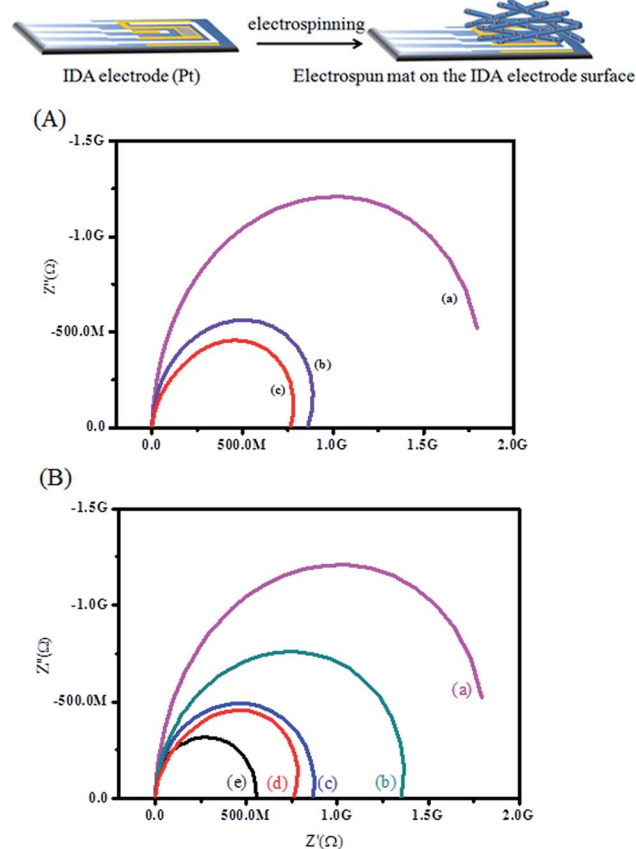 electrospinning
IDA electrode (Pt)
Electrospun mat on the IDA electrode surface
(A)
-1.5G
-1.0G
-500.0M
0.0
Z''(Ω)
(a)
(b)
(c)
0.0 500.0M 1.0G 1.5G 2.0G
(B)
-1.5G
-1.0G
-500.0M
0.0
Z''(Ω)
(a)
(e) (d) (c) (b)
0.0 500.0M 1.0G 1.5G 2.0G
Z'(Ω)